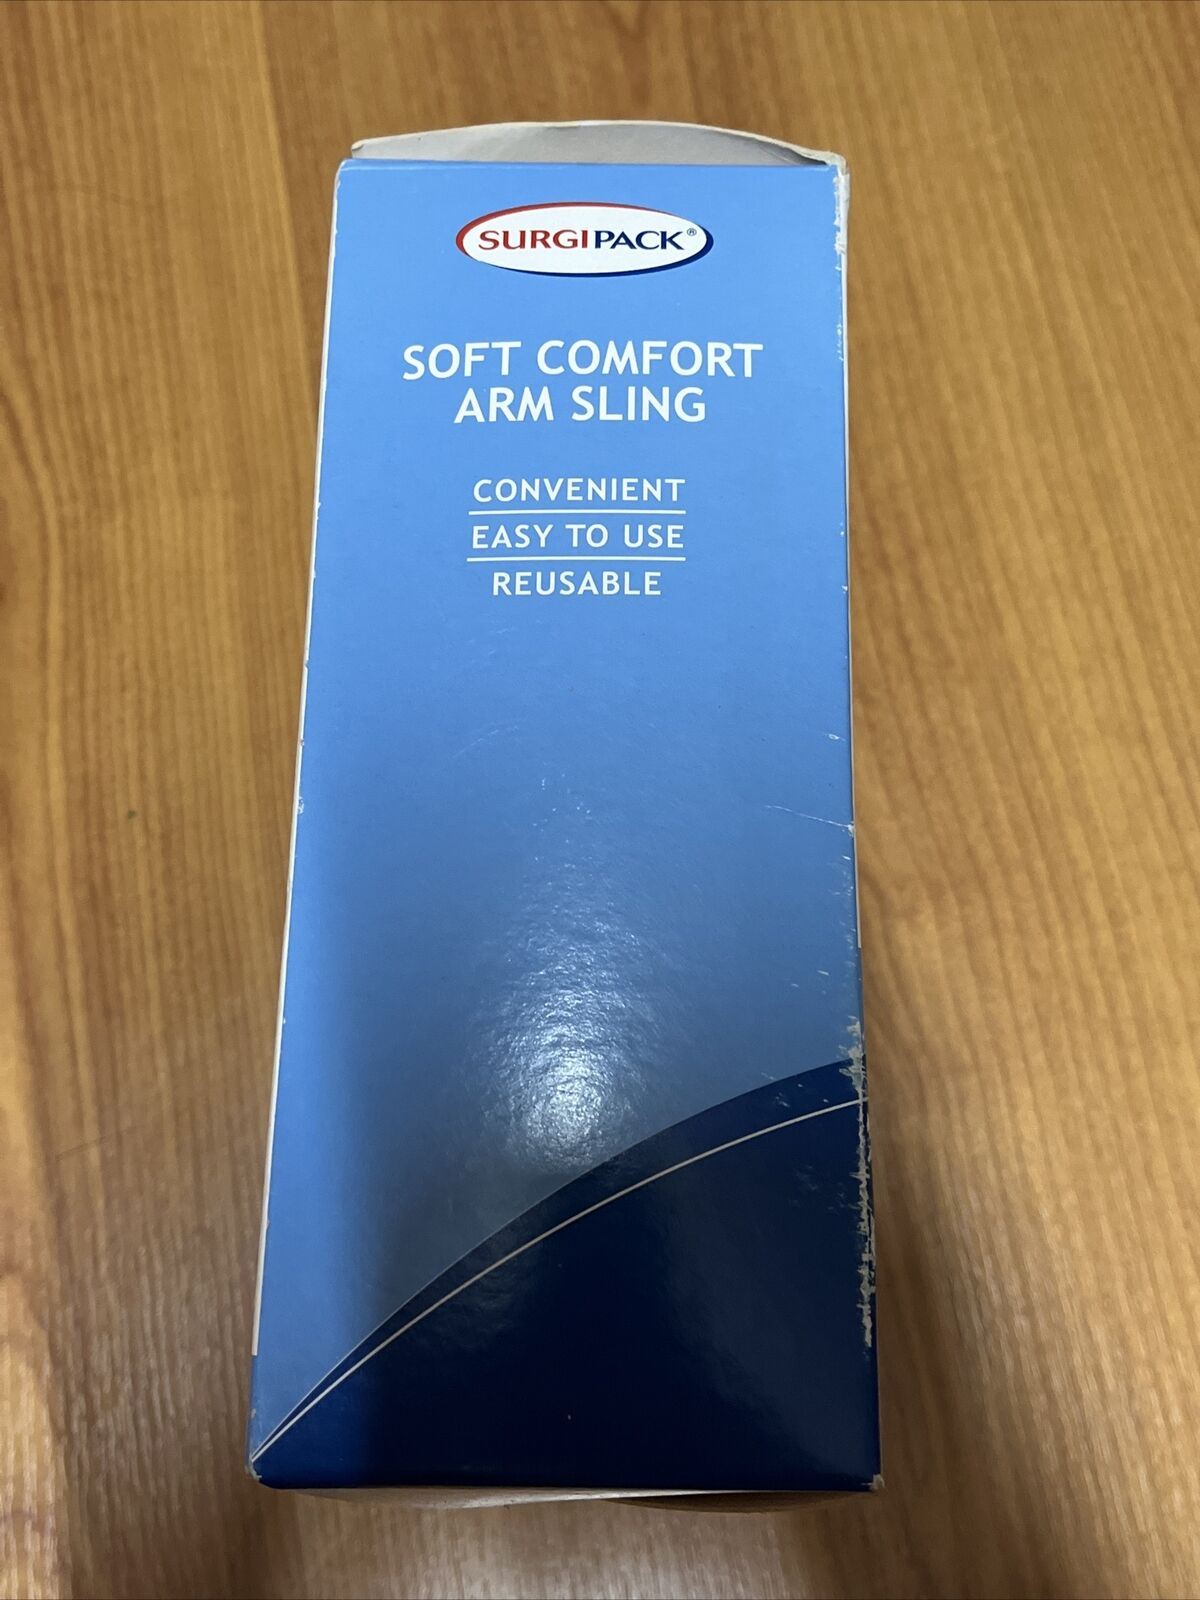 SURGIPACK®
SOFT COMFORT
ARM SLING
CONVENIENT
EASY TO USE
REUSABLE